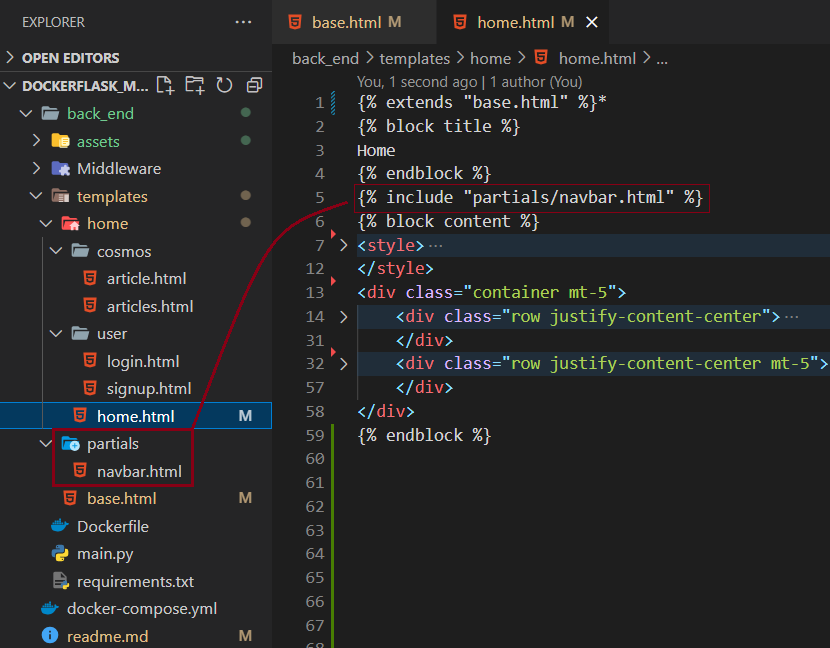 EXPLORER ...
OPEN EDITORS
DOCKERFLASK_M...
back_end
assets
Middleware
templates
home
cosmos
article.html
articles.html
user
login.html
signup.html
home.html M
partials
navbar.html
base.html M
Dockerfile
main.py
requirements.txt
docker-compose.yml
readme.md M
base.html M home.html M
back_end > templates > home > home.html > ...
You, 1 second ago | 1 author (You)
1 {% extends "base.html" %}*
2 {% block title %}
3 Home
4 {% endblock %}
5 {% include "partials/navbar.html" %}
6 {% block content %}
7 <style>...
12 </style>
13 <div class="container mt-5">
14 <div class="row justify-content-center">...
31 </div>
32 <div class="row justify-content-center mt-5">
57 </div>
58 </div>
59 {% endblock %}
60
61
62
63
64
65
66
67
68